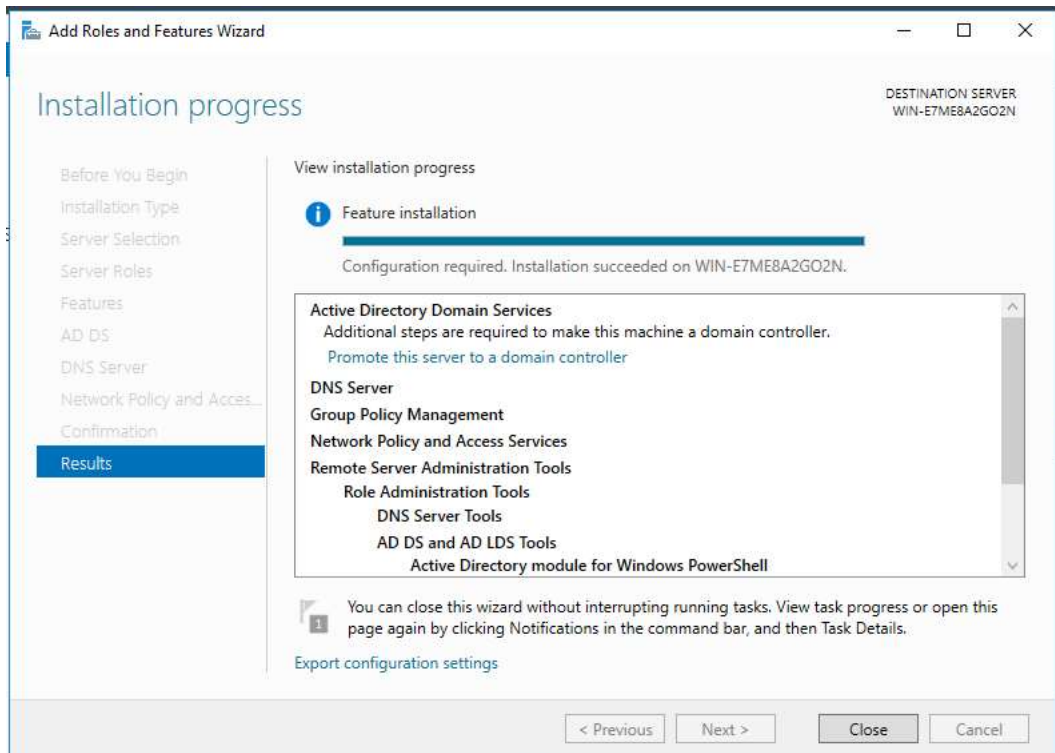 Add Roles and Features Wizard
Installation progress
DESTINATION SERVER
WIN-E7ME8A2GO2N
Before You Begin
Installation Type
Server Selection
Server Roles
Features
AD DS
DNS Server
Network Policy and Acces...
Confirmation
Results
View installation progress
Feature installation
Configuration required. Installation succeeded on WIN-E7ME8A2GO2N.
Active Directory Domain Services
Additional steps are required to make this machine a domain controller.
Promote this server to a domain controller
DNS Server
Group Policy Management
Network Policy and Access Services
Remote Server Administration Tools
Role Administration Tools
DNS Server Tools
AD DS and AD LDS Tools
Active Directory module for Windows PowerShell
1
You can close this wizard without interrupting running tasks. View task progress or open this
page again by clicking Notifications in the command bar, and then Task Details.
Export configuration settings
< Previous
Next >
Close
Cancel